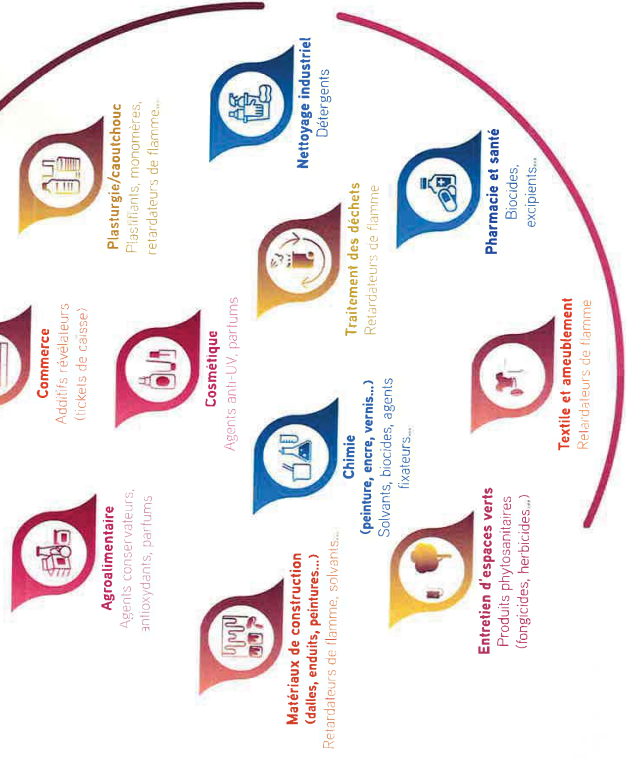 Commerce
Additifs révélateurs
(tickets de caisse)
Agroalimentaire
Agents conservateurs,
antioxydants, parfums
Plasturgie/caoutchouc
Plastifiants, monomères,
retardateurs de flamme...
Cosmétique
Agents anti-UV, parfums
Matériaux de construction
(dalles, enduits, peintures...)
Retardateurs de flamme, solvants...
Nettoyage industriel
Détergents
Chimie
(peinture, encre, vernis...)
Solvants, biocides, agents
fixateurs...
Traitement des déchets
Retardateurs de flamme
Entretien d'espaces verts
Produits phytosanitaires
(fongicides, herbicides...)
Pharmacie et santé
Biocides,
excipients...
Textile et ameublement
Retardateurs de flamme